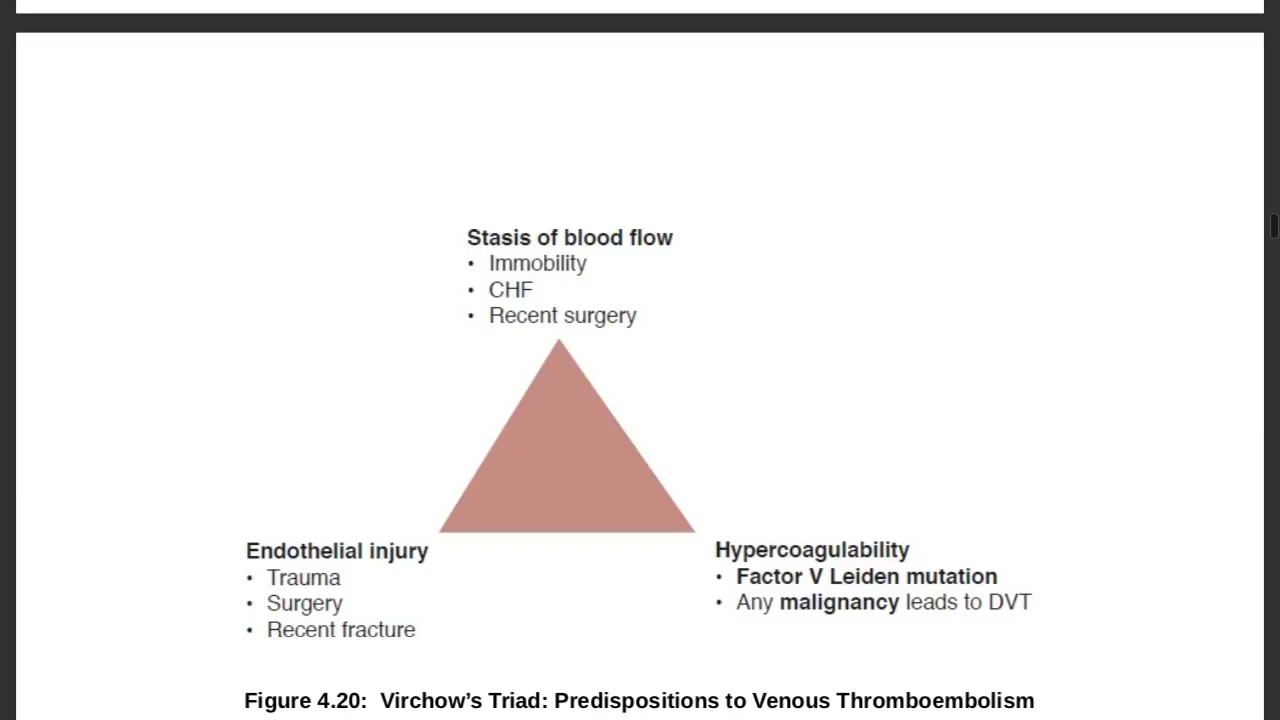 Stasis of blood flow
• Immobility
• CHF
• Recent surgery
Endothelial injury
• Trauma
• Surgery
• Recent fracture
Hypercoagulability
• Factor V Leiden mutation
• Any malignancy leads to DVT
Figure 4.20: Virchow’s Triad: Predispositions to Venous Thromboembolism